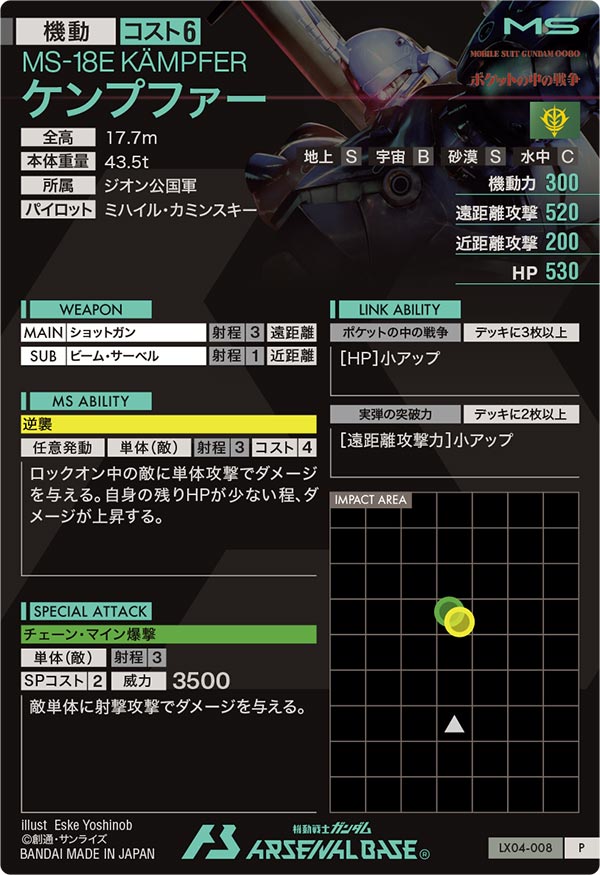 機動 コスト6
MS
MS-18E KÄMPFER
MOBILE SUIT GUNDAM 0080
ケンプファー
ポケットの中の戦争
全高 17.7m
本体重量 43.5t
所属 ジオン公国軍
パイロット ミハイル・カミンスキー
地上 S 宇宙 B 砂漠 S 水中 C
機動力 300
遠距離攻撃 520
近距離攻撃 200
HP 530
WEAPON
MAIN ショットガン 射程 3 遠距離
SUB ビーム・サーベル 射程 1 近距離
MS ABILITY
逆襲
任意発動 単体(敵) 射程 3 コスト 4
ロックオン中の敵に単体攻撃でダメージ
を与える。自身の残りHPが少ない程、ダ
メージが上昇する。
SPECIAL ATTACK
チェーン・マイン爆撃
単体(敵) 射程 3
SPコスト 2 威力 3500
敵単体に射撃攻撃でダメージを与える。
LINK ABILITY
ポケットの中の戦争 デッキに3枚以上
[HP]小アップ
実弾の突破力 デッキに2枚以上
[遠距離攻撃力]小アップ
IMPACT AREA
illust Eske Yoshinob
©創通・サンライズ
BANDAI MADE IN JAPAN
機動戦士ガンダム
ARSENAL BASE®
LX04-008 P